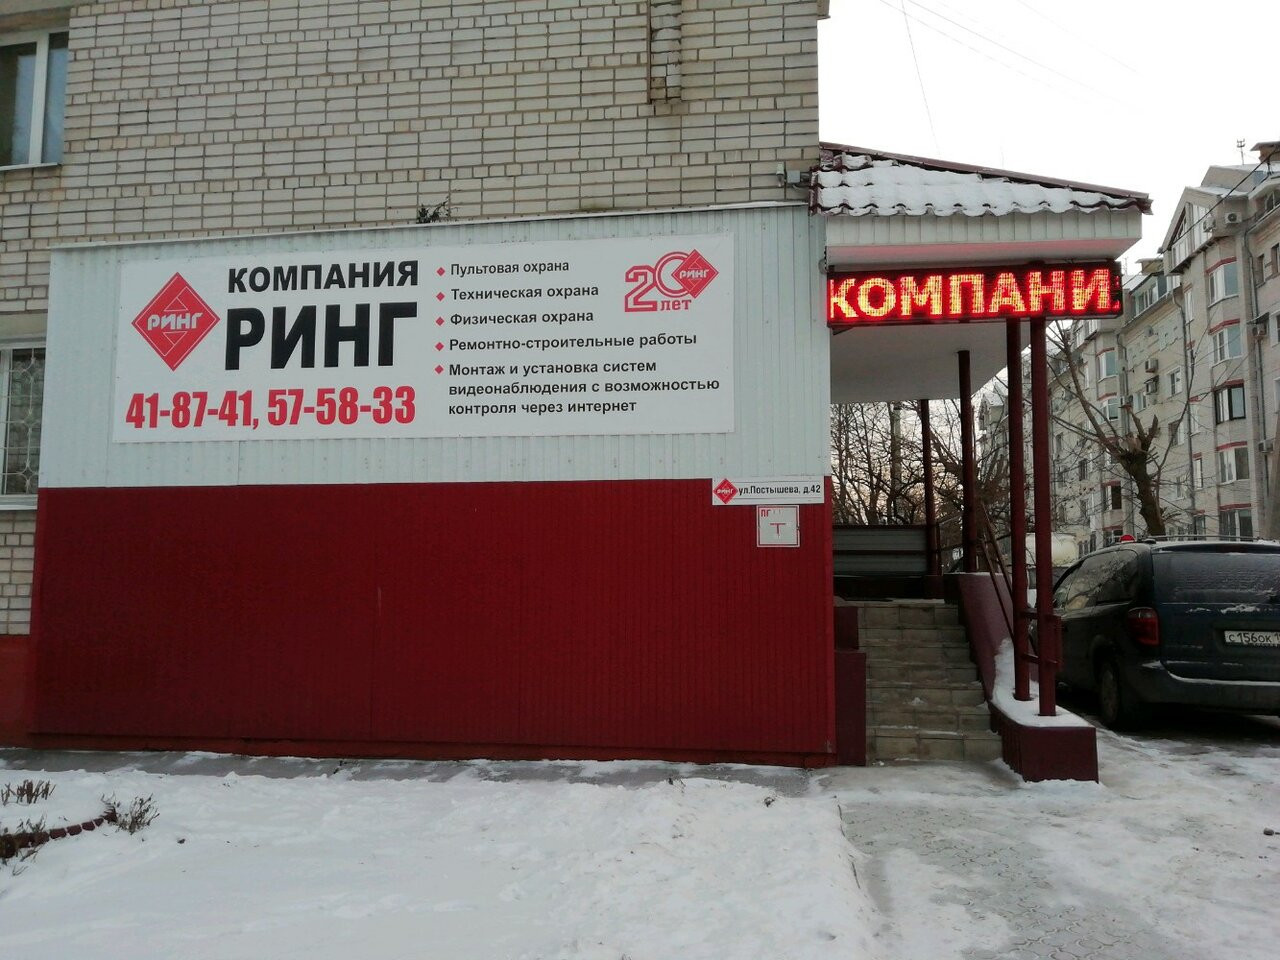 РИНГ
КОМПАНИЯ
РИНГ
41-87-41, 57-58-33
Пультовая охрана
Техническая охрана
Физическая охрана
Ремонтно-строительные работы
Монтаж и установка систем
видеонаблюдения с возможностью
контроля через интернет
20 РИНГ
лет
КОМПАНИ
РИНГ ул.Постышева, д.42
ПГ
Т
С156ОК